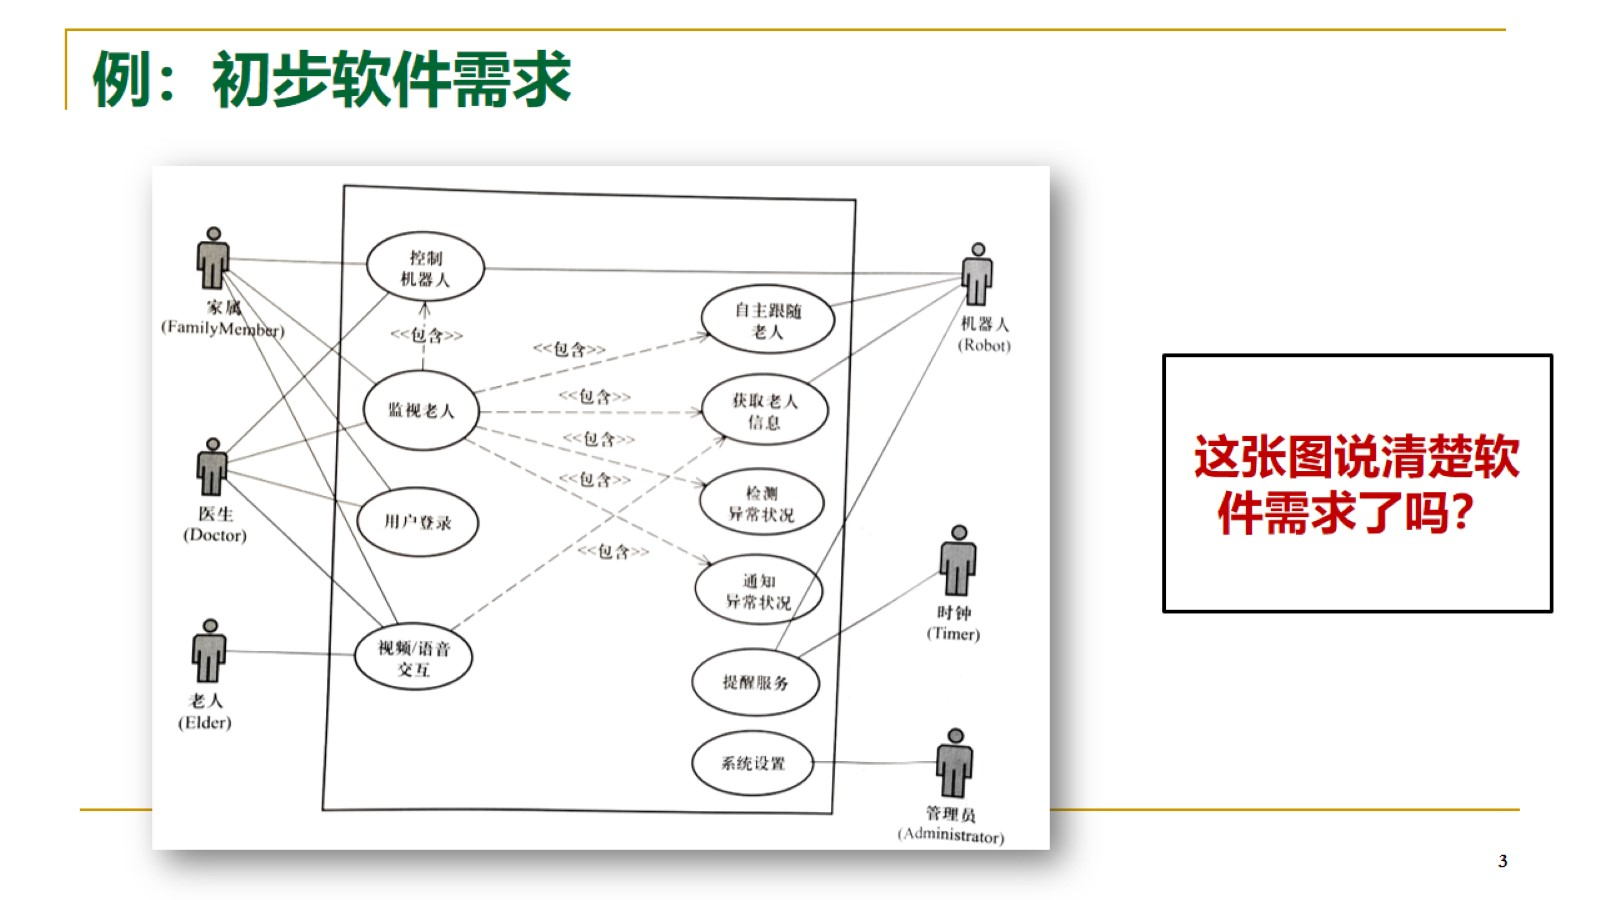 例：初步软件需求
控制
机器人
家属
(FamilyMember)
<<包含>>
自主跟随
老人
机器人
(Robot)
<<包含>>
监视老人
<<包含>>
获取老人
信息
<<包含>>
这张图说清楚软
件需求了吗？
医生
(Doctor)
用户登录
<<包含>>
检测
异常状况
<<包含>>
通知
异常状况
时钟
(Timer)
视频/语音
交互
老人
(Elder)
提醒服务
系统设置
管理员
(Administrator)
3